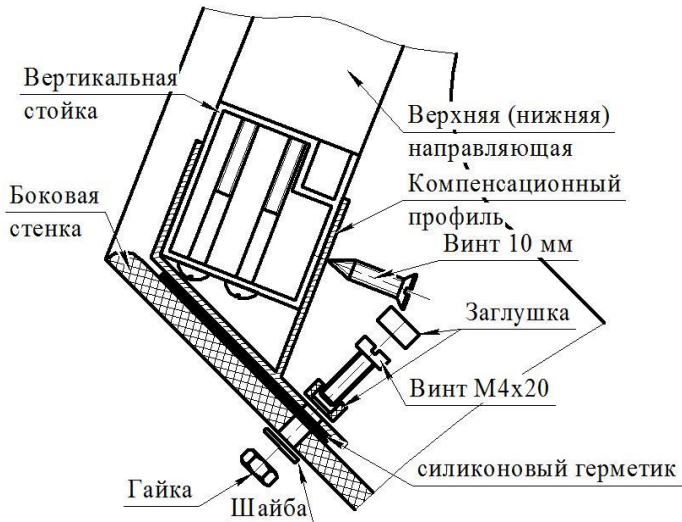 Вертикальная
стойка
Верхняя (нижняя)
направляющая
Компенсационный
профиль
Боковая
стенка
Винт 10 мм
Заглушка
Винт М4х20
силиконовый герметик
Гайка
Шайба